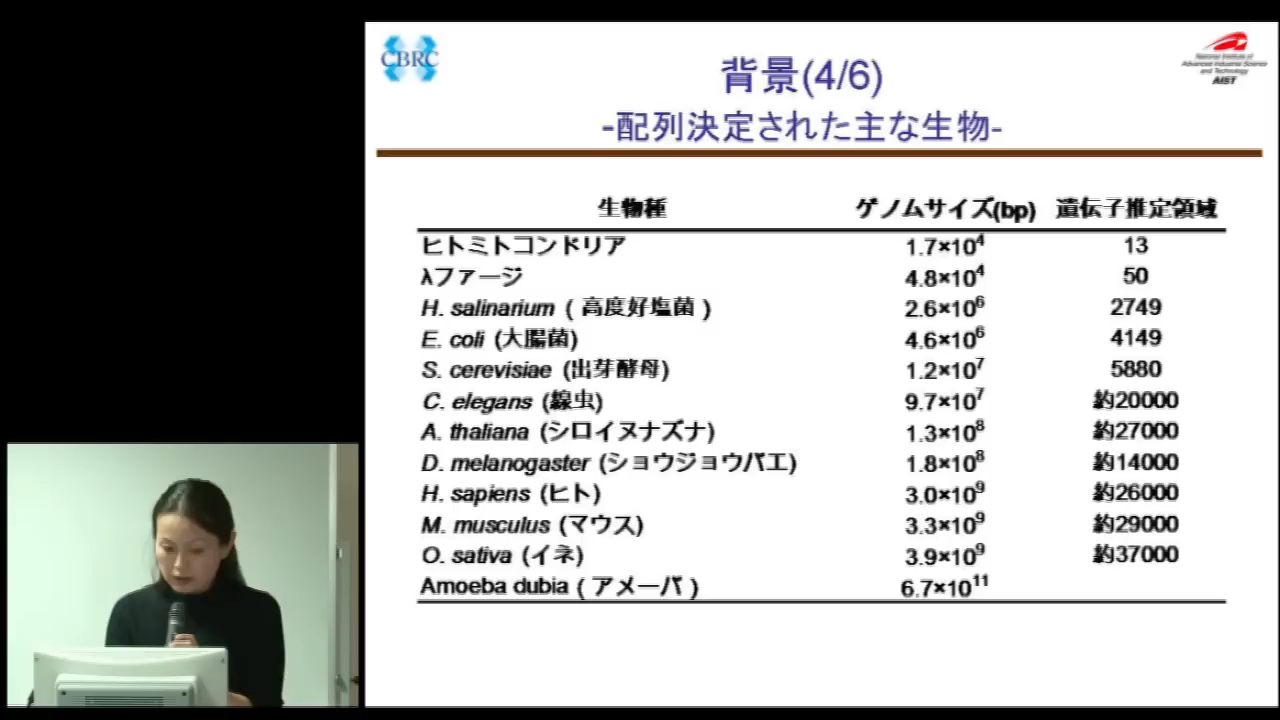 CBRC
背景(4/6)
National Institute of
Advanced Industrial Science
and Technology
AIST
-配列決定された主な生物-
生物種 ゲノムサイズ(bp) 遺伝子推定領域
ヒトミトコンドリア 1.7×10⁴ 13
λファージ 4.8×10⁴ 50
H. salinarium ( 高度好塩菌 ) 2.6×10⁶ 2749
E. coli (大腸菌) 4.6×10⁶ 4149
S. cerevisiae (出芽酵母) 1.2×10⁷ 5880
C. elegans (線虫) 9.7×10⁷ 約20000
A. thaliana (シロイヌナズナ) 1.3×10⁸ 約27000
D. melanogaster (ショウジョウバエ) 1.8×10⁸ 約14000
H. sapiens (ヒト) 3.0×10⁹ 約26000
M. musculus (マウス) 3.3×10⁹ 約29000
O. sativa (イネ) 3.9×10⁹ 約37000
Amoeba dubia ( アメーバ ) 6.7×10¹¹